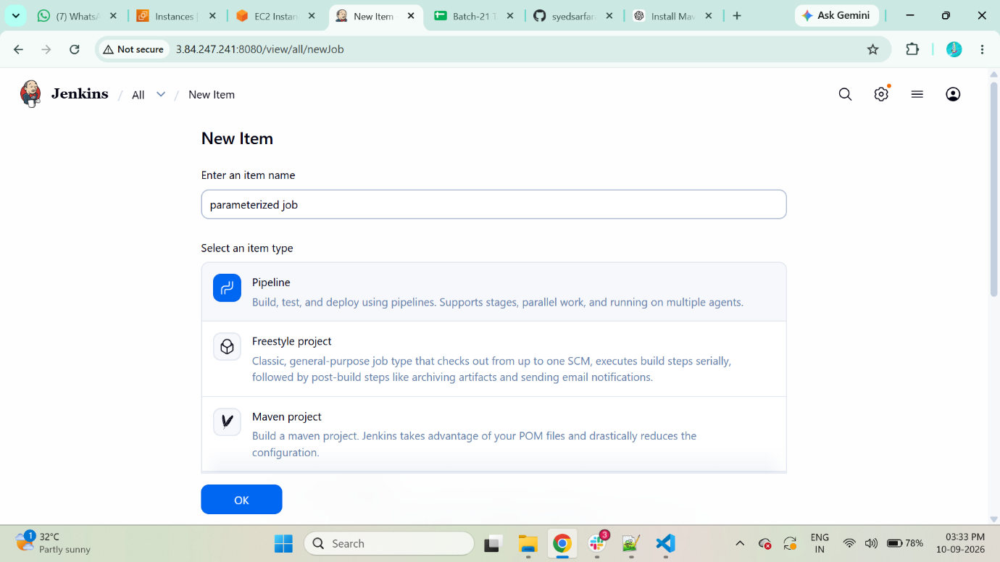 (7) WhatsA
Instances |
EC2 Instan
New Item
Batch-21 T
syedsarfar
Install Mav
Ask Gemini
Not secure
3.84.247.241:8080/view/all/newJob
Jenkins / All / New Item
New Item
Enter an item name
parameterized job
Select an item type
Pipeline
Build, test, and deploy using pipelines. Supports stages, parallel work, and running on multiple agents.
Freestyle project
Classic, general-purpose job type that checks out from up to one SCM, executes build steps serially,
followed by post-build steps like archiving artifacts and sending email notifications.
Maven project
Build a maven project. Jenkins takes advantage of your POM files and drastically reduces the
configuration.
OK
1
32°C
Partly sunny
Search
3
ENG
IN
78%
03:33 PM
10-09-2026